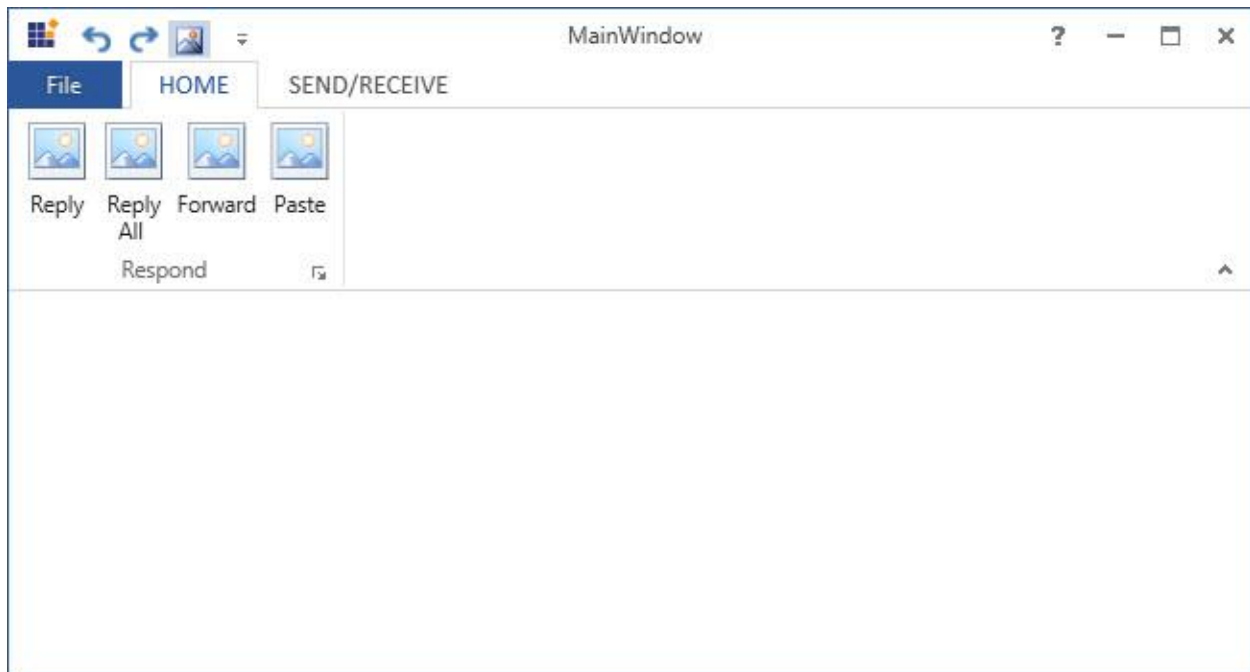 MainWindow
?
File HOME SEND/RECEIVE
Reply Reply Forward Paste
All
Respond